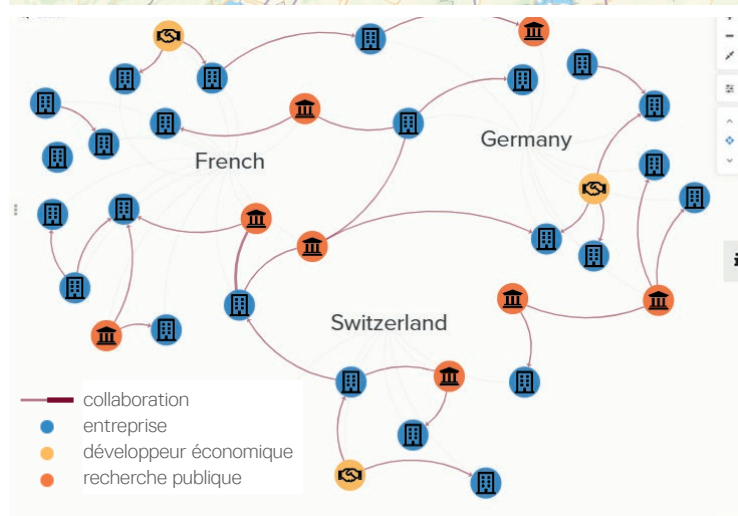 Germany
French
Switzerland
collaboration
entreprise
développeur économique
recherche publique